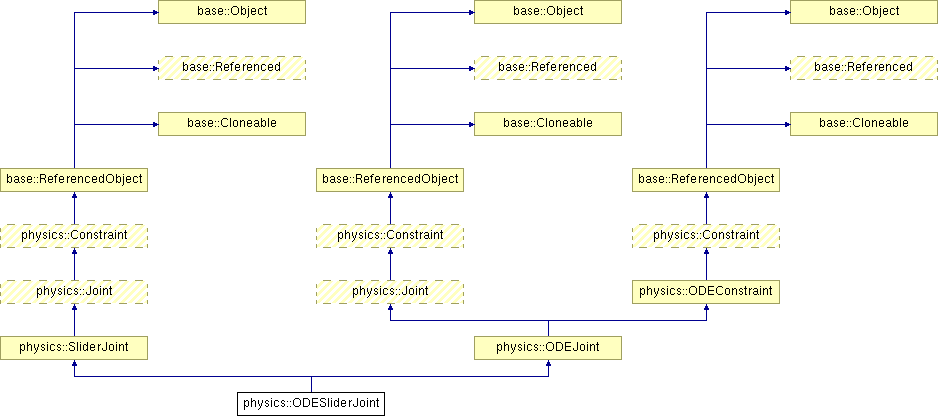 base::Object base::Object base::Object
base::Referenced base::Referenced base::Referenced
base::Cloneable base::Cloneable base::Cloneable
base::ReferencedObject base::ReferencedObject base::ReferencedObject
physics::Constraint physics::Constraint physics::Constraint
physics::Joint physics::Joint physics::ODEConstraint
physics::SliderJoint physics::ODEJoint
physics::ODESliderJoint